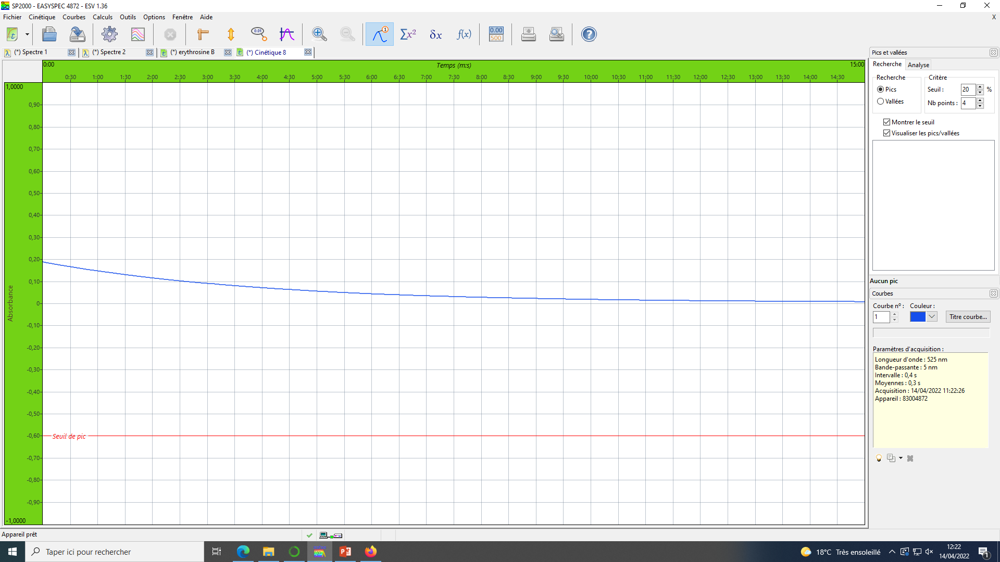 SP2000 - EASYSPEC 4872 - ESV 1.36
Fichier Cinétique Courbes Calculs Outils Options Fenêtre Aide X
t 0.01 1 Σx² δx f(x) 0.00 500 ?
λ (*) Spectre 1 λ (*) Spectre 2 t (*) erythrosine B t (*) Cinétique 8
0:00 Temps (m:s) 15:00
0:30 1:00 1:30 2:00 2:30 3:00 3:30 4:00 4:30 5:00 5:30 6:00 6:30 7:00 7:30 8:00 8:30 9:00 9:30 10:00 10:30 11:00 11:30 12:00 12:30 13:00 13:30 14:00 14:30
1,0000
0,90
0,80
0,70
0,60
0,50
0,40
0,30
0,20
0,10
0
-0,10
-0,20
-0,30
-0,40
-0,50
-0,60
-0,70
-0,80
-0,90
-1,0000
Absorbance
Seuil de pic
Pics et vallées
Recherche Analyse
Recherche
Pics
Vallées
Critère
Seuil : 20 %
Nb points : 4
Montrer le seuil
Visualiser les pics/vallées
Aucun pic
Courbes
Courbe nº : Couleur :
1 Titre courbe...
Paramètres d'acquisition :
Longueur d'onde : 525 nm
Bande-passante : 5 nm
Intervalle : 0,4 s
Moyennes : 0,3 s
Acquisition : 14/04/2022 11:22:26
Appareil : 83004872
Appareil prêt
Taper ici pour rechercher
18°C Très ensoleillé
12:22
14/04/2022
1